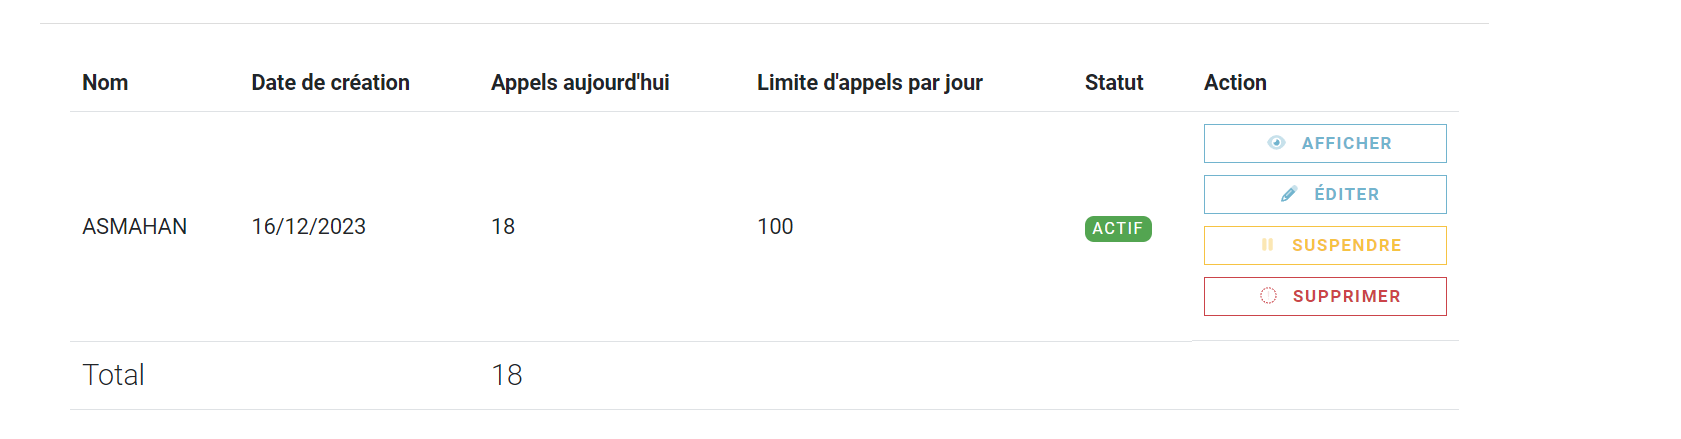 Nom Date de création Appels aujourd'hui Limite d'appels par jour Statut Action
ASMAHAN 16/12/2023 18 100 ACTIF
AFFICHER
ÉDITER
SUSPENDRE
SUPPRIMER
Total 18